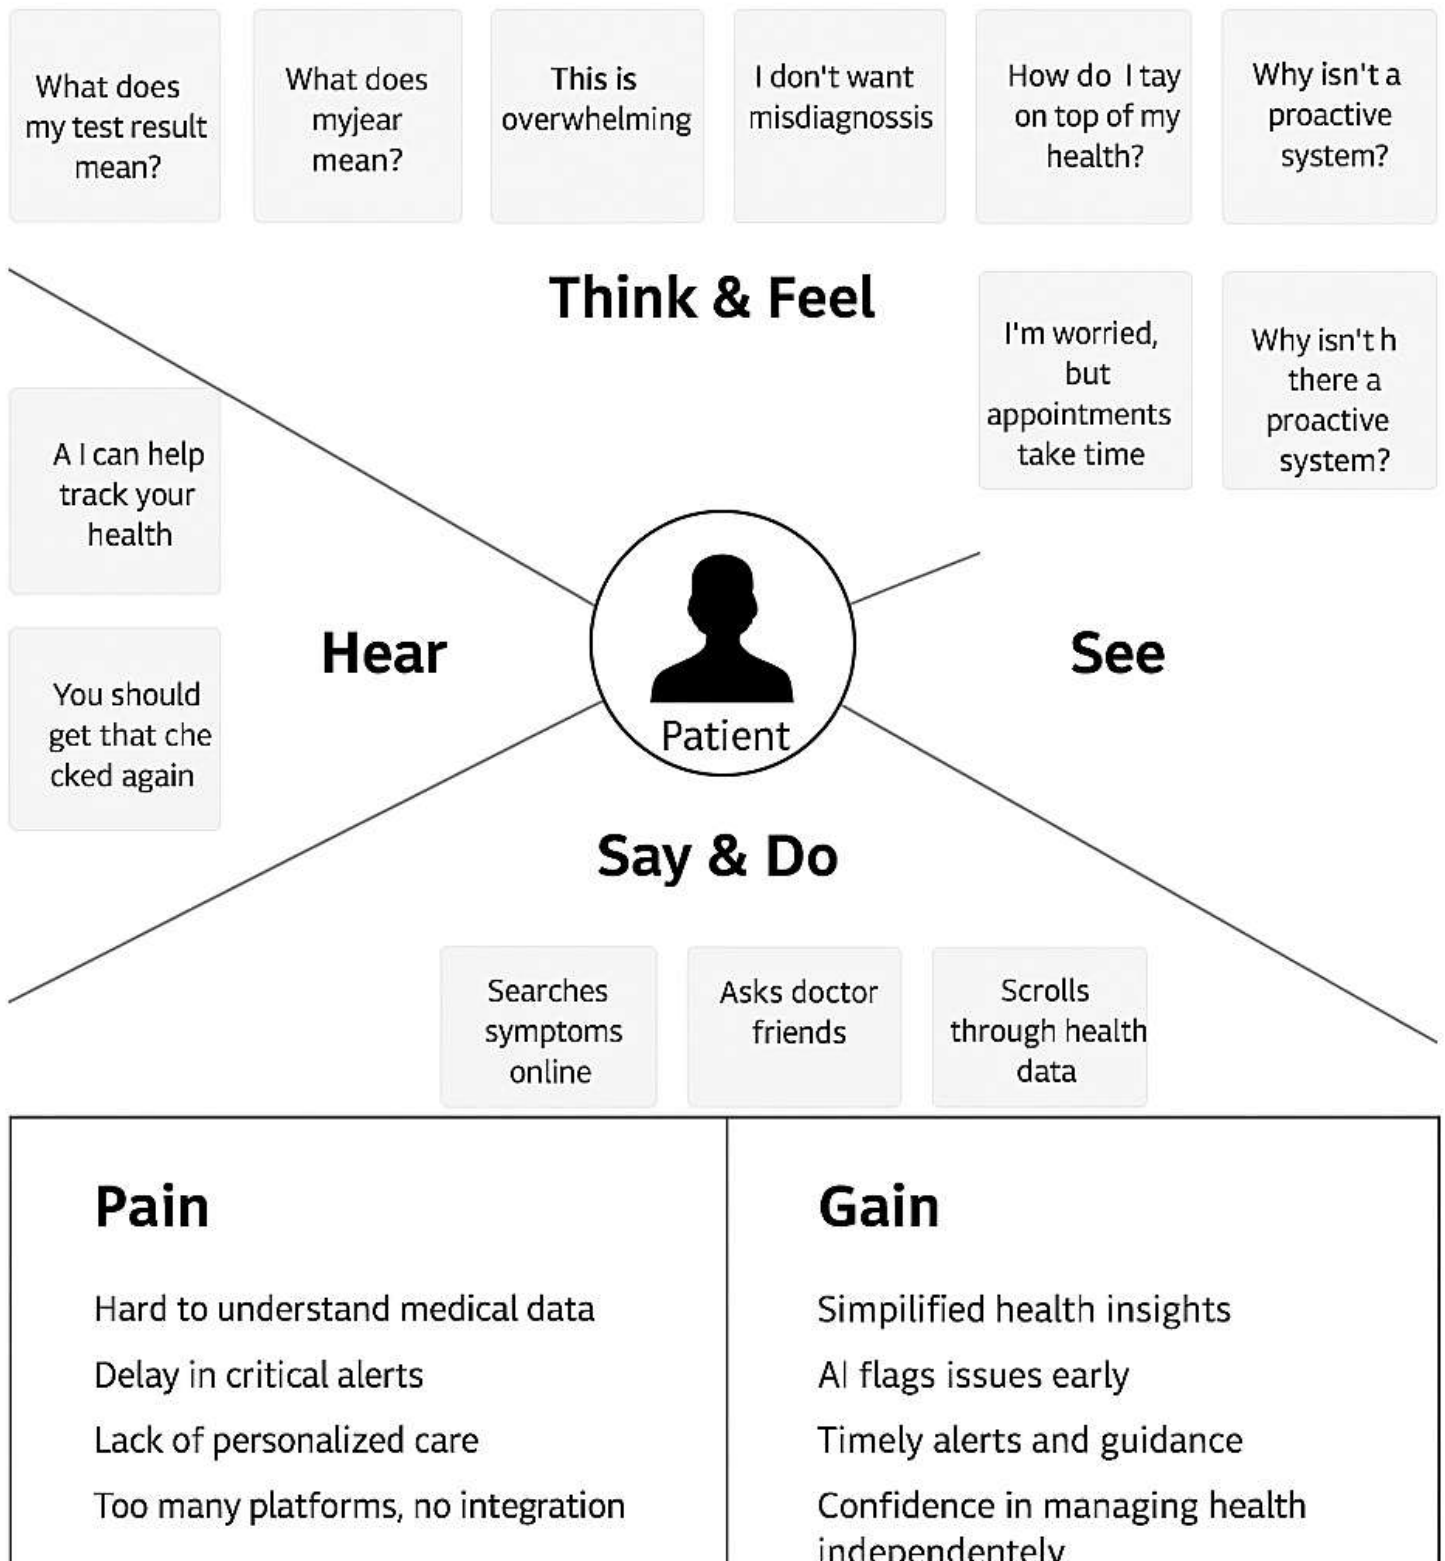 What does
my test result
mean?
What does
myjear
mean?
This is
overwhelming
I don't want
misdiagnossis
How do I tay
on top of my
health?
Why isn't a
proactive
system?
Think & Feel
I'm worried,
but
appointments
take time
Why isn't h
there a
proactive
system?
A I can help
track your
health
Hear
You should
get that che
cked again
Patient
See
Say & Do
Searches
symptoms
online
Asks doctor
friends
Scrolls
through health
data
Pain
Hard to understand medical data
Delay in critical alerts
Lack of personalized care
Too many platforms, no integration
Gain
Simpilified health insights
AI flags issues early
Timely alerts and guidance
Confidence in managing health
independentely